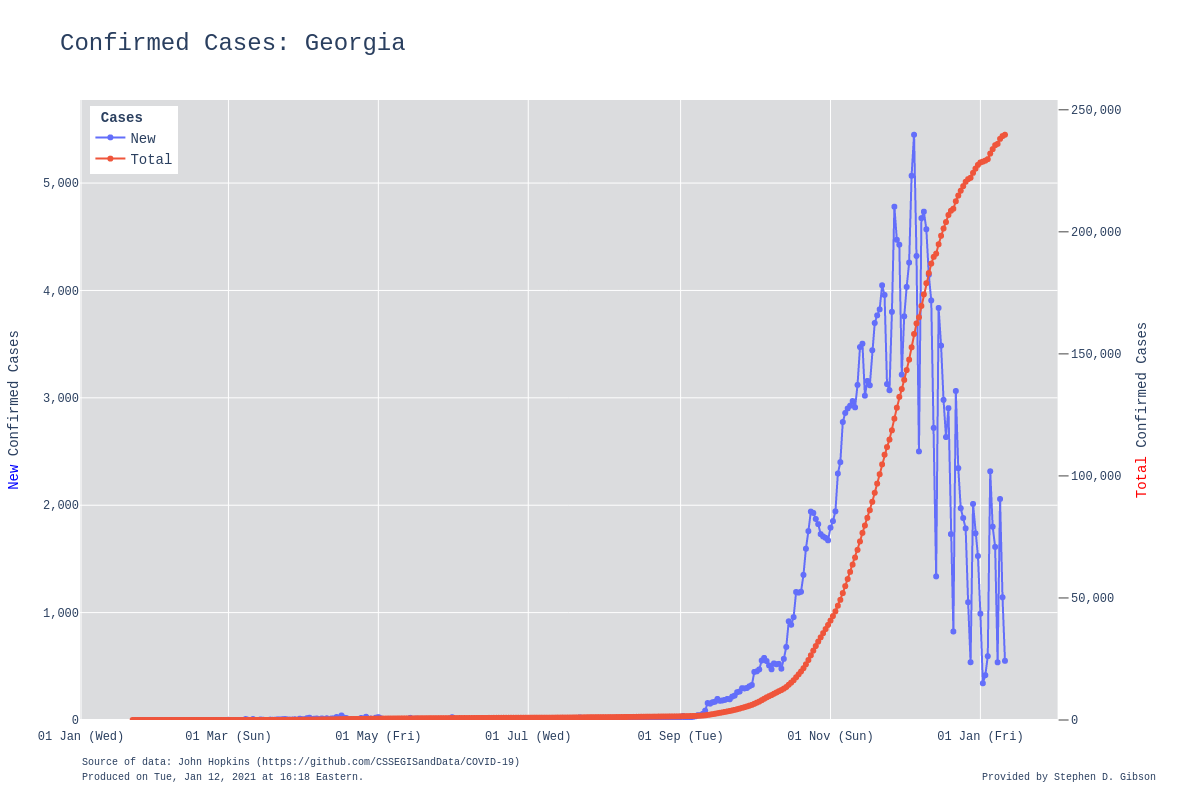 Confirmed Cases: Georgia
Cases
New
Total
5,000
4,000
3,000
2,000
1,000
0
250,000
200,000
150,000
100,000
50,000
0
New Confirmed Cases
Total Confirmed Cases
01 Jan (Wed)
01 Mar (Sun)
01 May (Fri)
01 Jul (Wed)
01 Sep (Tue)
01 Nov (Sun)
01 Jan (Fri)
Source of data: John Hopkins (https://github.com/CSSEGISandData/COVID-19)
Produced on Tue, Jan 12, 2021 at 16:18 Eastern.
Provided by Stephen D. Gibson